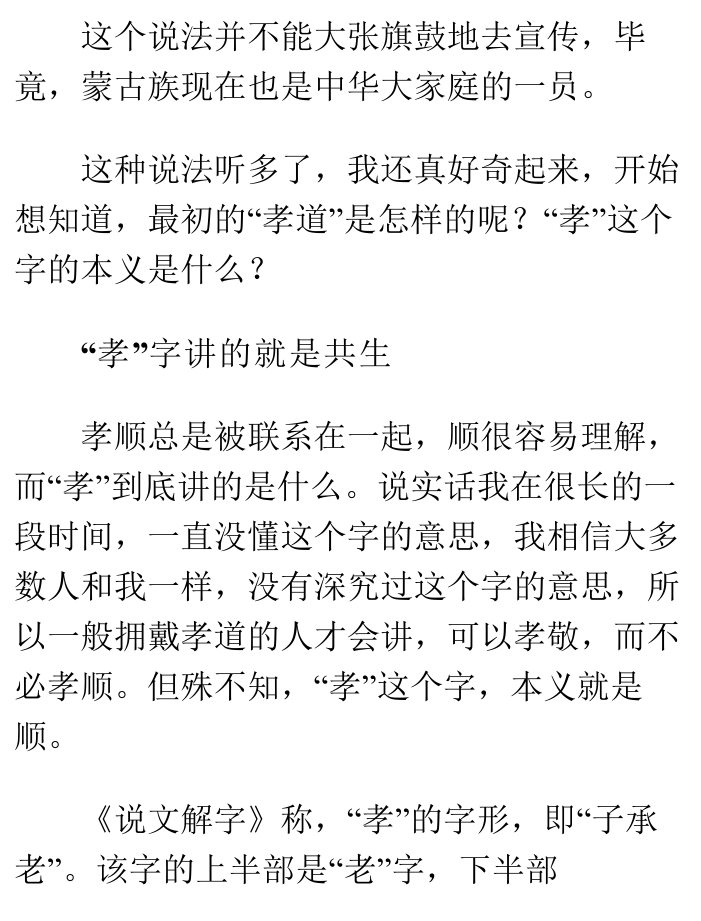 这个说法并不能大张旗鼓地去宣传，毕
竟，蒙古族现在也是中华大家庭的一员。
这种说法听多了，我还真好奇起来，开始
想知道，最初的“孝道”是怎样的呢？“孝”这个
字的本义是什么？
“孝”字讲的就是共生
孝顺总是被联系在一起，顺很容易理解，
而“孝”到底讲的是什么。说实话我在很长的一
段时间，一直没懂这个字的意思，我相信大多
数人和我一样，没有深究过这个字的意思，所
以一般拥戴孝道的人才会讲，可以孝敬，而不
必孝顺。但殊不知，“孝”这个字，本义就是
顺。
《说文解字》称，“孝”的字形，即“子承
老”。该字的上半部是“老”字，下半部